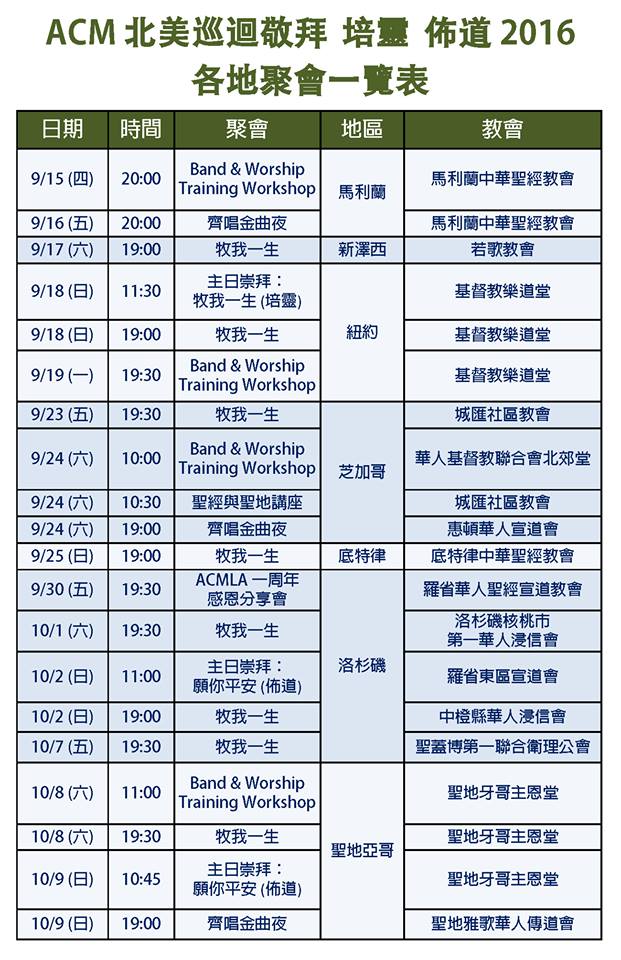 ACM 北美巡迴敬拜 培靈 佈道 2016
各地聚會一覽表
日期 時間 聚會 地區 教會
9/15 (四) 20:00 Band & Worship
Training Workshop 馬利蘭 馬利蘭中華聖經教會
9/16 (五) 20:00 齊唱金曲夜 馬利蘭中華聖經教會
9/17 (六) 19:00 牧我一生 新澤西 若歌教會
9/18 (日) 11:30 主日崇拜：
牧我一生 (培靈) 紐約 基督教樂道堂
9/18 (日) 19:00 牧我一生 基督教樂道堂
9/19 (一) 19:30 Band & Worship
Training Workshop 基督教樂道堂
9/23 (五) 19:30 牧我一生 芝加哥 城匯社區教會
9/24 (六) 10:00 Band & Worship
Training Workshop 華人基督教聯合會北郊堂
9/24 (六) 10:30 聖經與聖地講座 城匯社區教會
9/24 (六) 19:00 齊唱金曲夜 惠頓華人宣道會
9/25 (日) 19:00 牧我一生 底特律 底特律中華聖經教會
9/30 (五) 19:30 ACMLA 一周年
感恩分享會 洛杉磯 羅省華人聖經宣道教會
10/1 (六) 19:30 牧我一生 洛杉磯核桃市
第一華人浸信會
10/2 (日) 11:00 主日崇拜：
願你平安 (佈道) 羅省東區宣道會
10/2 (日) 19:00 牧我一生 中橙縣華人浸信會
10/7 (五) 19:30 牧我一生 聖蓋博第一聯合衛理公會
10/8 (六) 11:00 Band & Worship
Training Workshop 聖地亞哥 聖地牙哥主恩堂
10/8 (六) 19:30 牧我一生 聖地牙哥主恩堂
10/9 (日) 10:45 主日崇拜：
願你平安 (佈道) 聖地牙哥主恩堂
10/9 (日) 19:00 齊唱金曲夜 聖地雅歌華人傳道會